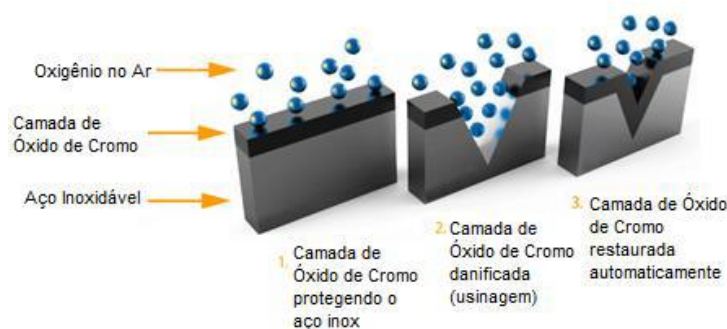 Oxigênio no Ar
Camada de
Óxido de Cromo
Aço Inoxidável
1. Camada de
Óxido de Cromo
protegendo o
aço inox
2. Camada de
Óxido de Cromo
danificada
(usinagem)
3. Camada de Óxido
de Cromo
restaurada
automaticamente